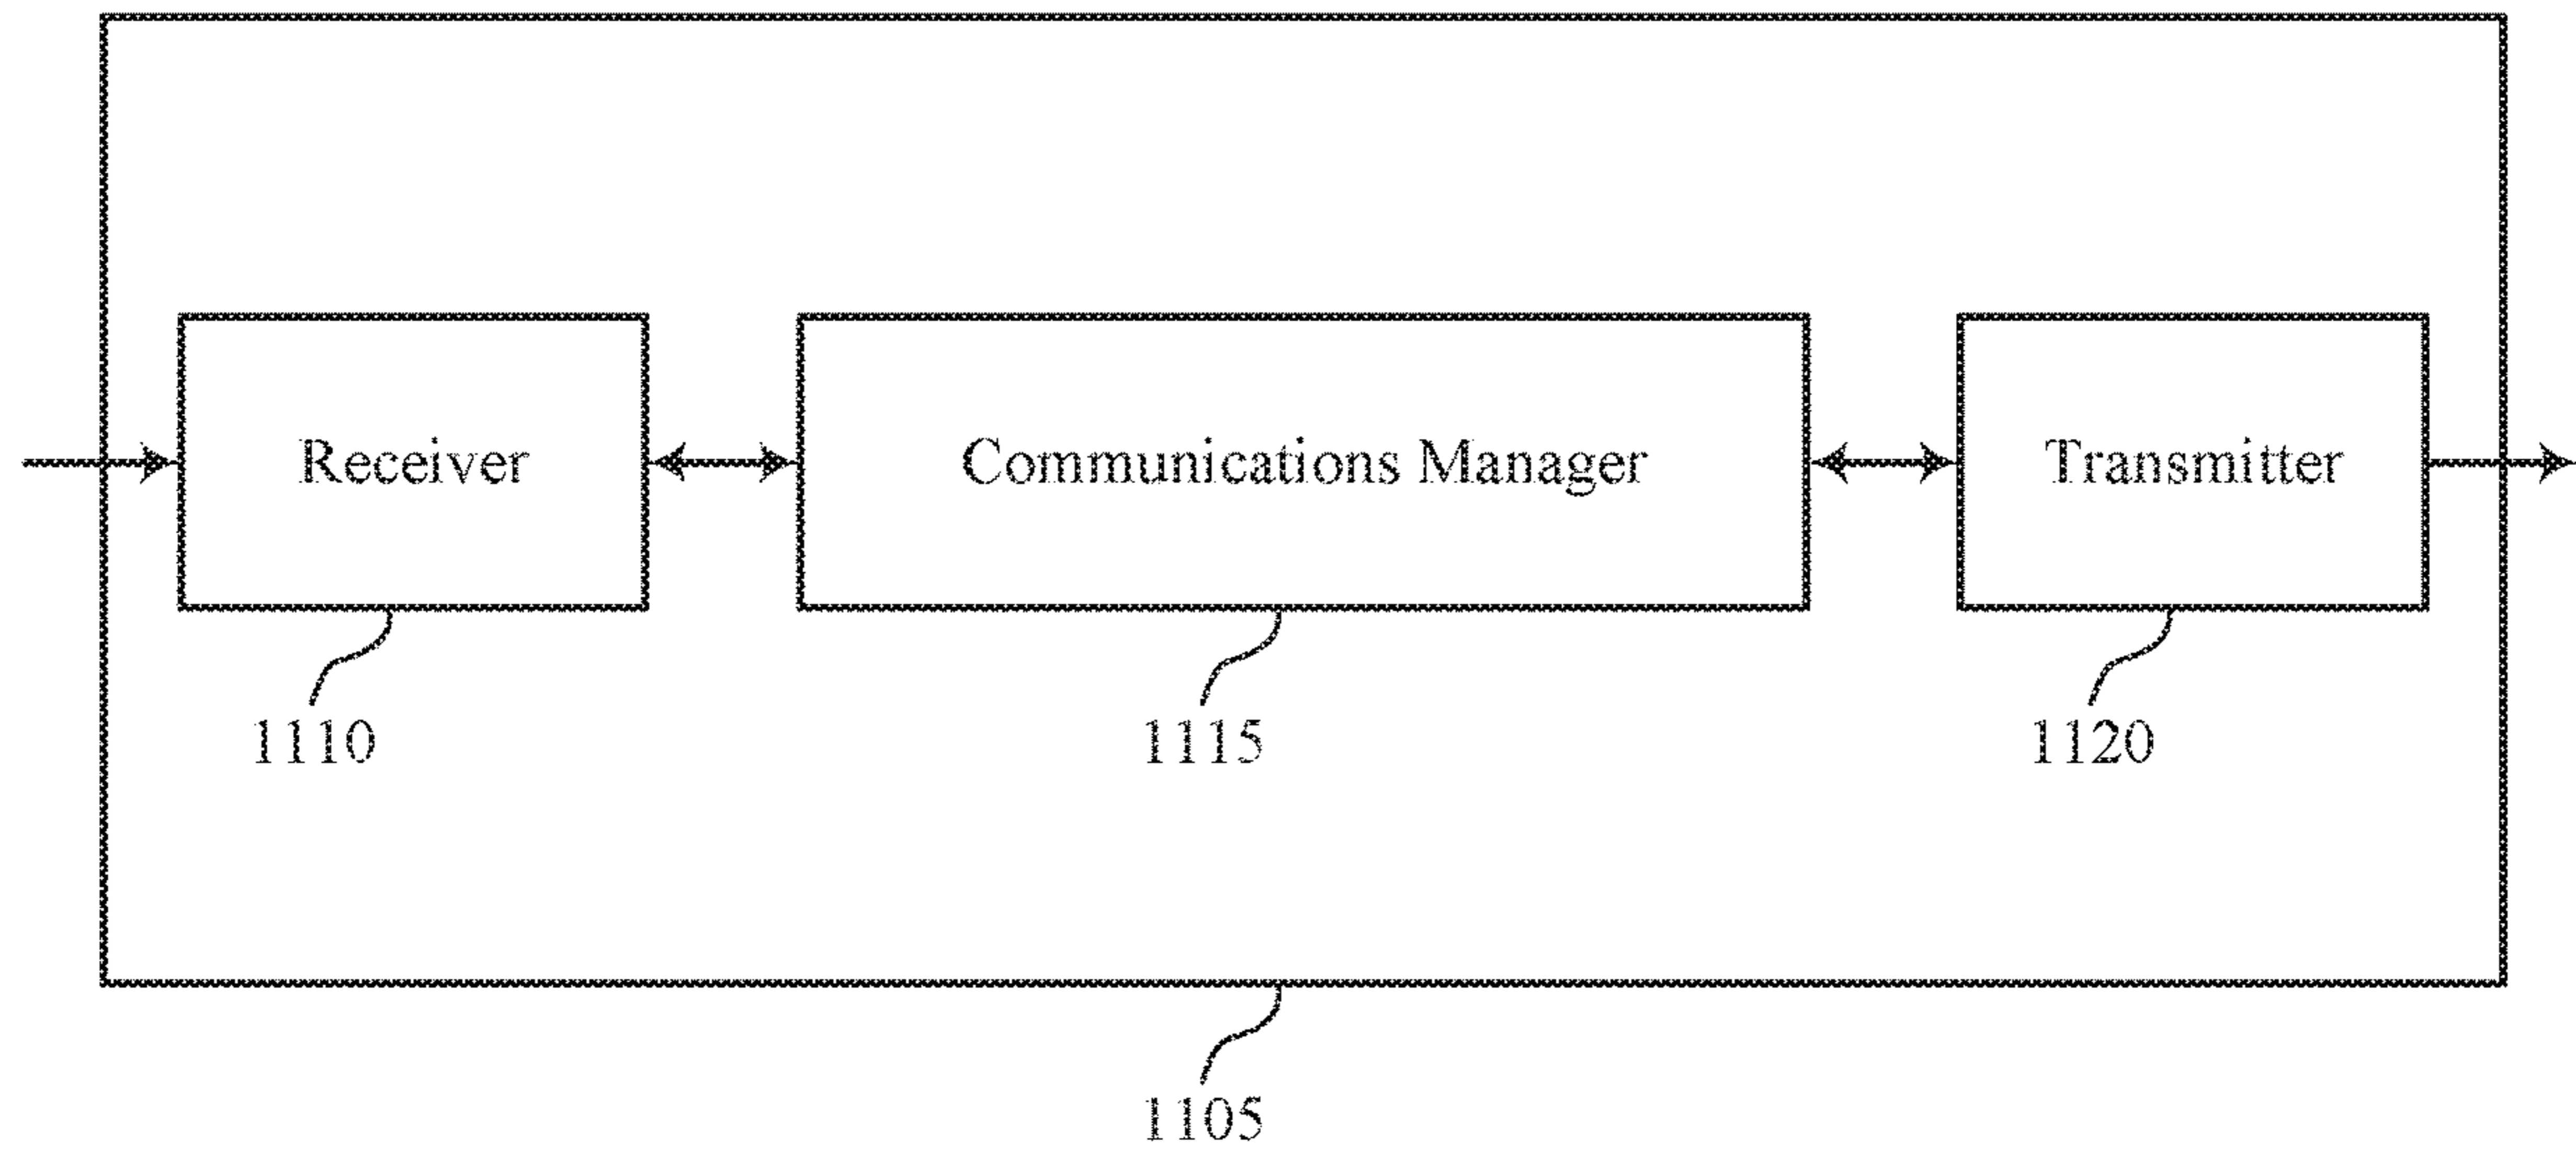 Receiver
Communications Manager
Transmitter
1110
1115
1120
1105